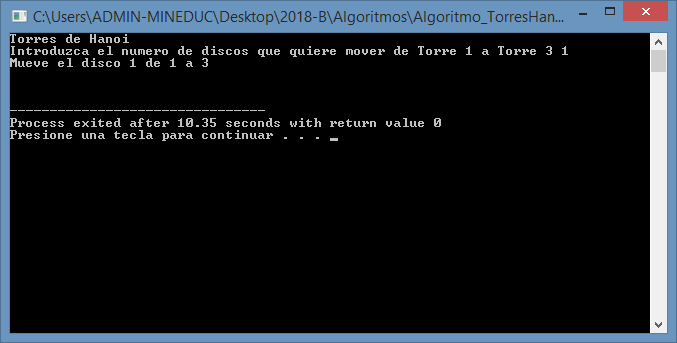 C:\Users\ADMIN-MINEDUC\Desktop\2018-B\Algoritmos\Algoritmo_TorresHan...
Torres de Hanoi
Introduzca el numero de discos que quiere mover de Torre 1 a Torre 3 1
Mueve el disco 1 de 1 a 3
--------------------------------
Process exited after 10.35 seconds with return value 0
Presione una tecla para continuar . . . _